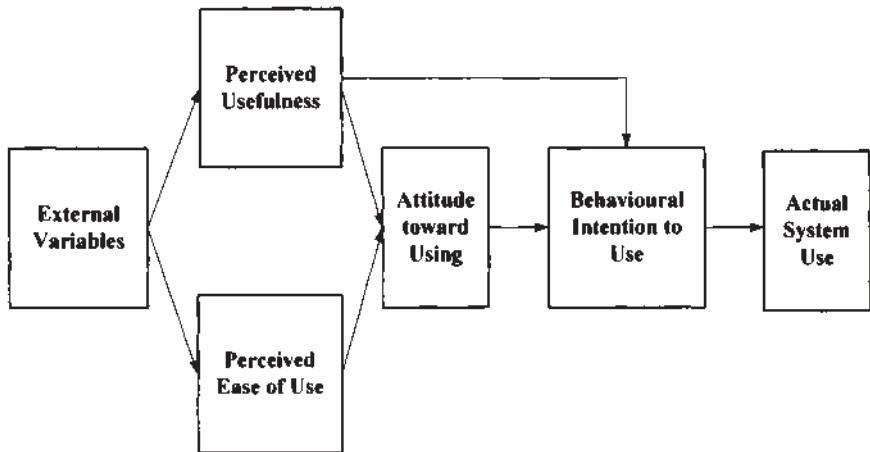 Perceived
Usefulness
External
Variables
Attitude
toward
Using
Behavioural
Intention to
Use
Actual
System
Use
Perceived
Ease of Use